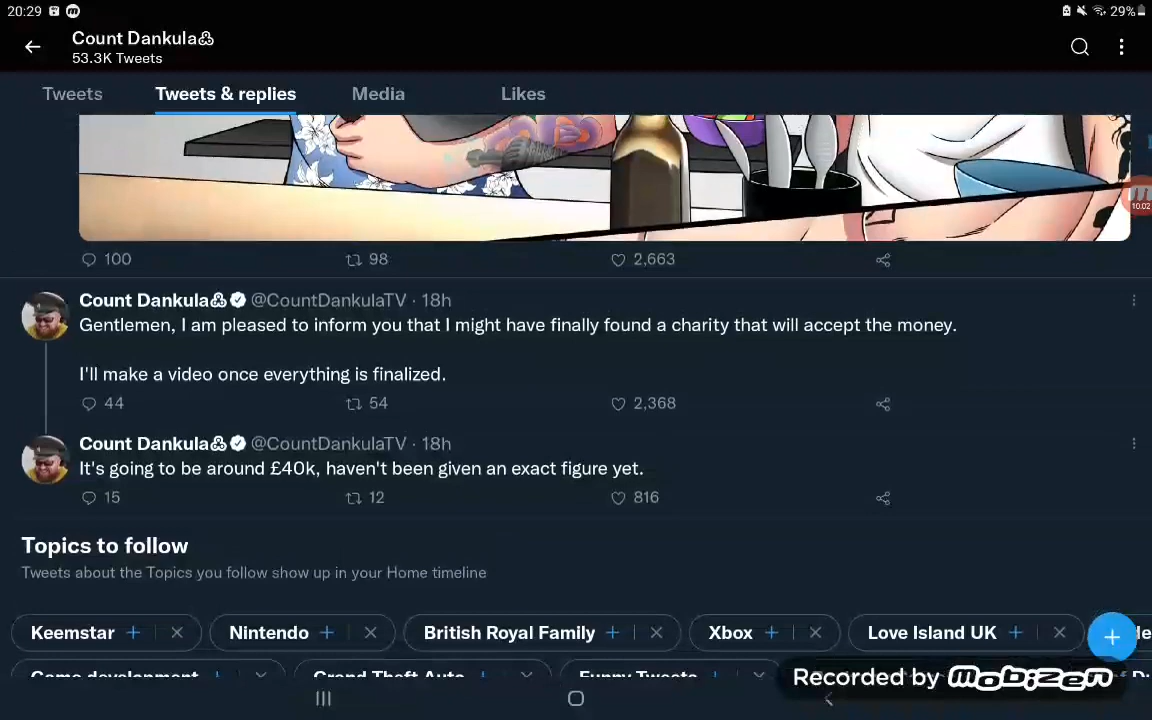 20:29
29%
Count Dankula
53.3K Tweets
Tweets
Tweets & replies
Media
Likes
10:02
100
98
2,663
Count Dankula @CountDankulaTV · 18h
Gentlemen, I am pleased to inform you that I might have finally found a charity that will accept the money.
I'll make a video once everything is finalized.
44
54
2,368
Count Dankula @CountDankulaTV · 18h
It's going to be around £40k, haven't been given an exact figure yet.
15
12
816
Topics to follow
Tweets about the Topics you follow show up in your Home timeline
Keemstar
Nintendo
British Royal Family
Xbox
Love Island UK
Game development
Grand Theft Auto
Funny Tweets
Recorded by Mobizen